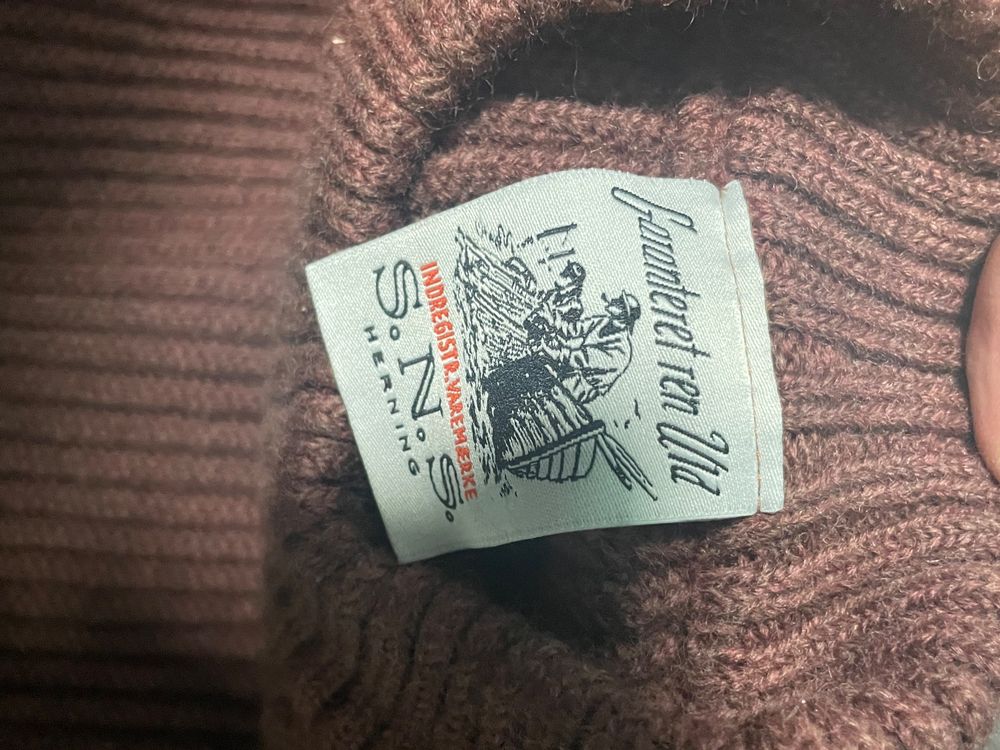 Garanteret ren Uld
INDREGISTR. VAREMÆRKE
S.N.S.
HERNING